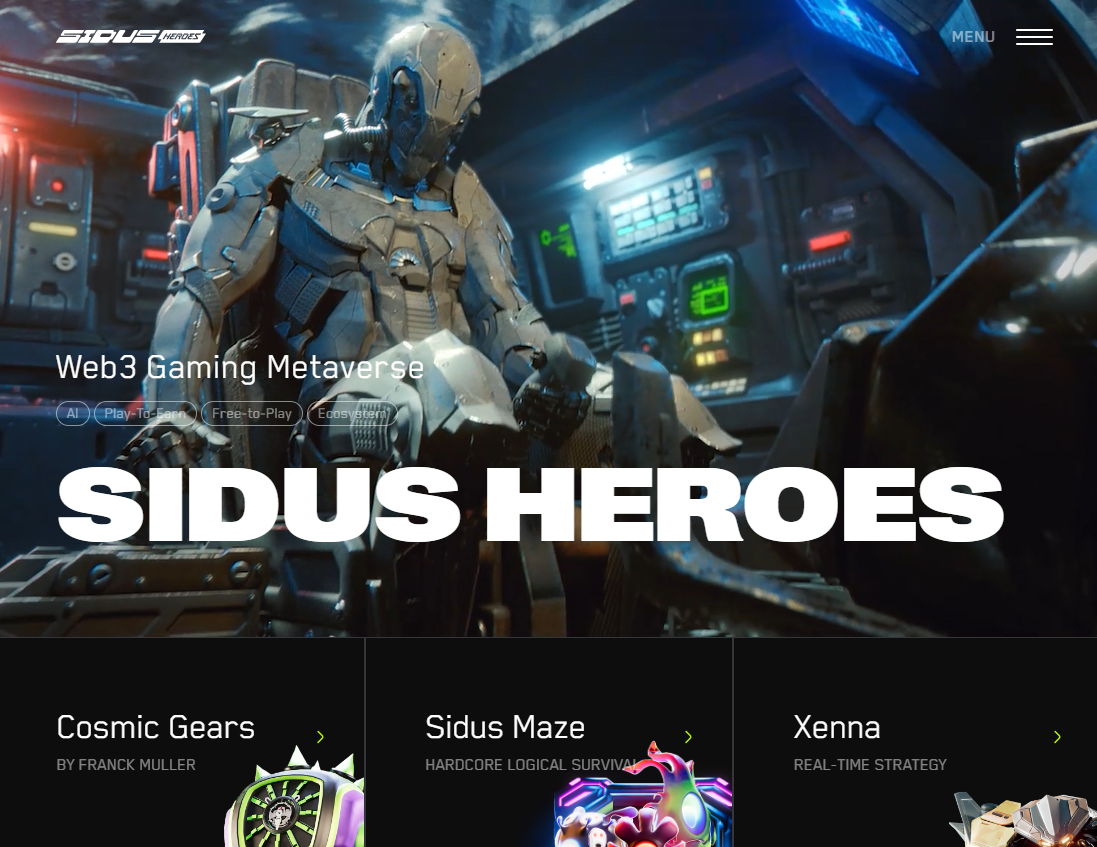 SIDUS HEROES
MENU
Web3 Gaming Metaverse
AI
Play-To-Earn
Free-to-Play
Ecosystem
SIDUS HEROES
Cosmic Gears
BY FRANCK MULLER
Sidus Maze
HARDCORE LOGICAL SURVIVAL
Xenna
REAL-TIME STRATEGY